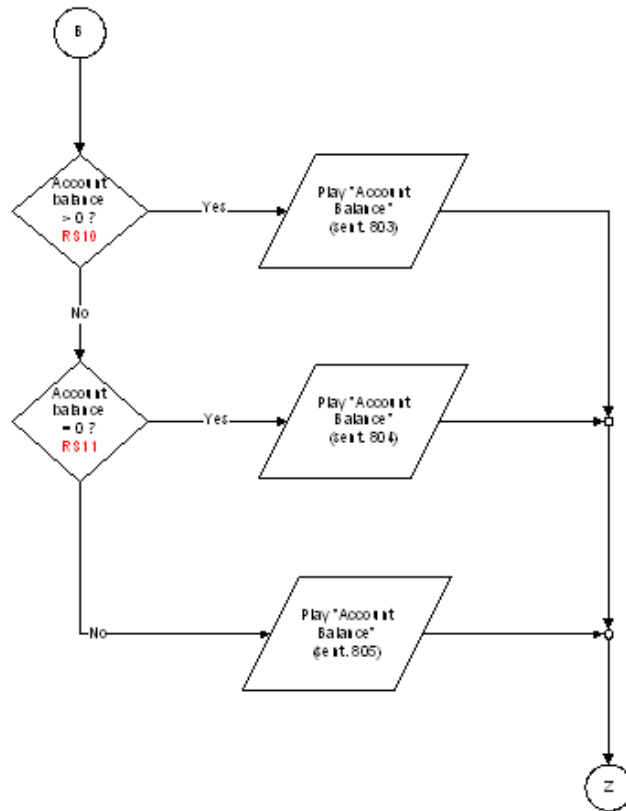 B
Account
balance
> 0 ?
RS10
Yes
Play "Account
Balance"
(sent. 803)
No
Account
balance
= 0 ?
RS11
Yes
Play "Account
Balance"
(sent. 804)
No
Play "Account
Balance"
(sent. 805)
Z